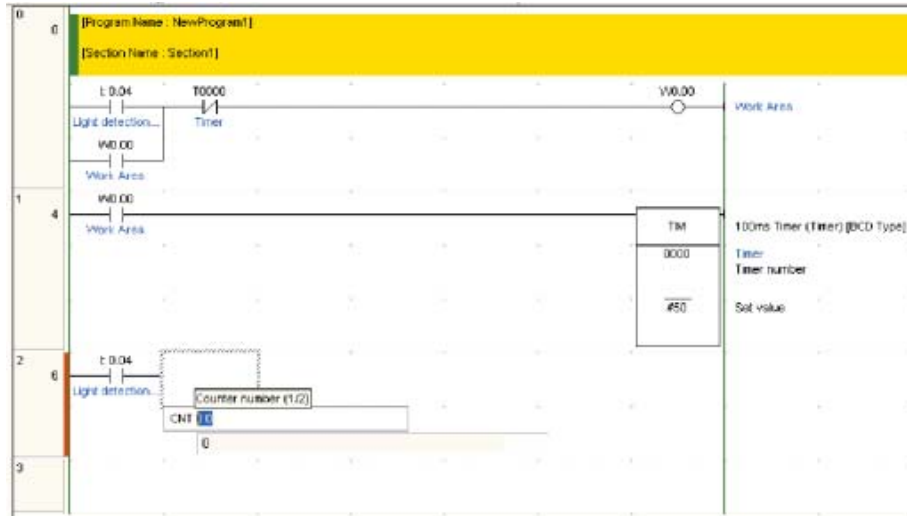 0
0
[Program Name : NewProgram1]
[Section Name : Section1]
I: 0.04
T0000
W0.00
Work Area
Light detection...
Timer
W0.00
Work Area
1
4
W0.00
Work Area
TIM
100ms Timer (Timer) [BCD Type]
0000
Timer
Timer number
#50
Set value
2
6
I: 0.04
Light detection...
Counter number (1/2)
CNT
0
3